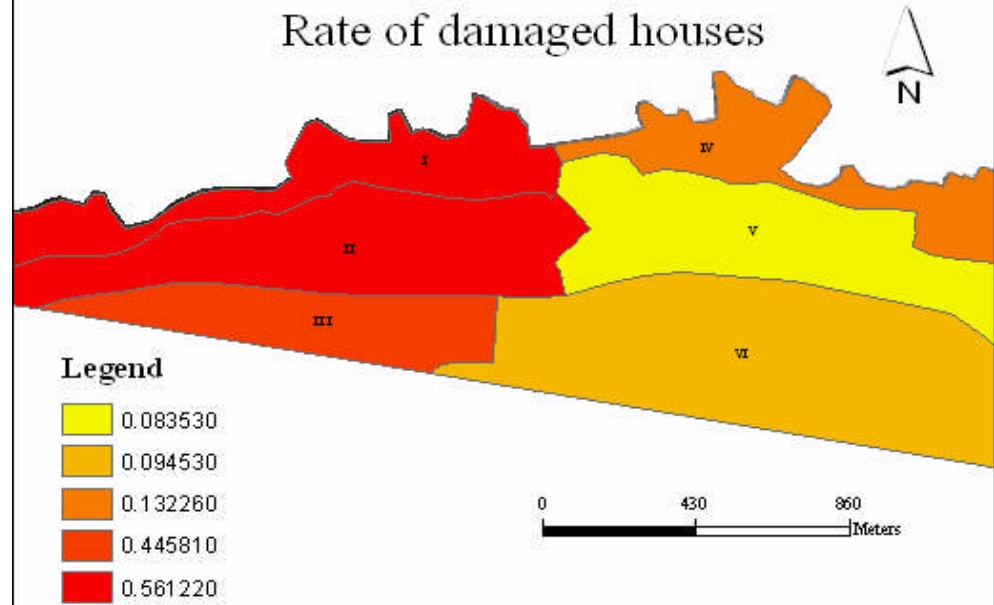 Rate of damaged houses
N
I
IV
II
V
III
VI
Legend
0.083530
0.094530
0.132260
0.445810
0.561220
0 430 860
Meters